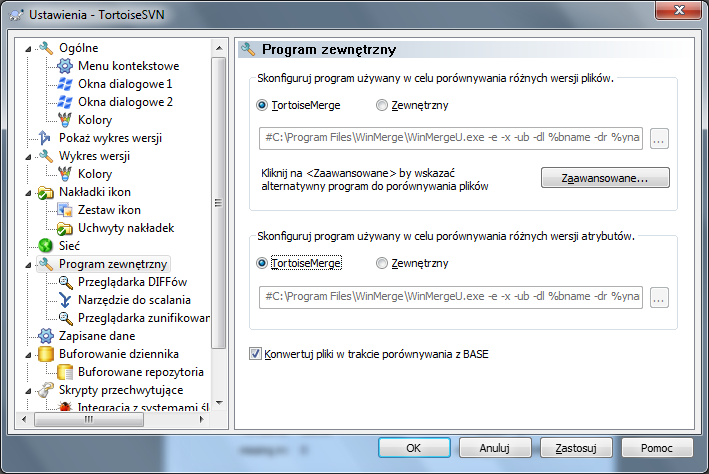 Ustawienia - TortoiseSVN
Ogólne
Menu kontekstowe
Okna dialogowe 1
Okna dialogowe 2
Kolory
Pokaż wykres wersji
Wykres wersji
Kolory
Nakładki ikon
Zestaw ikon
Uchwyty nakładek
Sieć
Program zewnętrzny
Przeglądarka DIFFów
Narzędzie do scalania
Przeglądarka zunifikowan
Zapisane dane
Buforowanie dziennika
Buforowane repozytoria
Skrypty przechwytujące
Integracja z systemami śl
Program zewnętrzny
Skonfiguruj program używany w celu porównywania różnych wersji plików.
TortoiseMerge Zewnętrzny
#C:\Program Files\WinMerge\WinMergeU.exe -e -x -ub -dl %bname -dr %yna ...
Kliknij na <Zaawansowane> by wskazać
alternatywny program do porównywania plików
Zaawansowane...
Skonfiguruj program używany w celu porównywania różnych wersji atrybutów.
TortoiseMerge Zewnętrzny
#C:\Program Files\WinMerge\WinMergeU.exe -e -x -ub -dl %bname -dr %yna ...
Konwertuj pliki w trakcie porównywania z BASE
OK Anuluj Zastosuj Pomoc